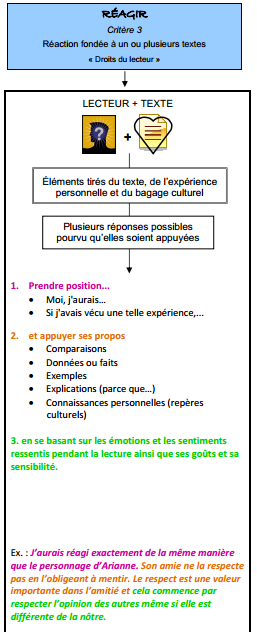 RÉAGIR
Critère 3
Réaction fondée à un ou plusieurs textes
« Droits du lecteur »
LECTEUR + TEXTE
?
+
Éléments tirés du texte, de l'expérience
personnelle et du bagage culturel
Plusieurs réponses possibles
pourvu qu'elles soient appuyées
1. Prendre position...
• Moi, j'aurais…
• Si j'avais vécu une telle expérience,...
2. et appuyer ses propos
• Comparaisons
• Données ou faits
• Exemples
• Explications (parce que…)
• Connaissances personnelles (repères
culturels)
3. en se basant sur les émotions et les sentiments
ressentis pendant la lecture ainsi que ses goûts et sa
sensibilité.
Ex. : J'aurais réagi exactement de la même manière
que le personnage d'Arianne. Son amie ne la respecte
pas en l'obligeant à mentir. Le respect est une valeur
importante dans l'amitié et cela commence par
respecter l'opinion des autres même si elle est
différente de la nôtre.